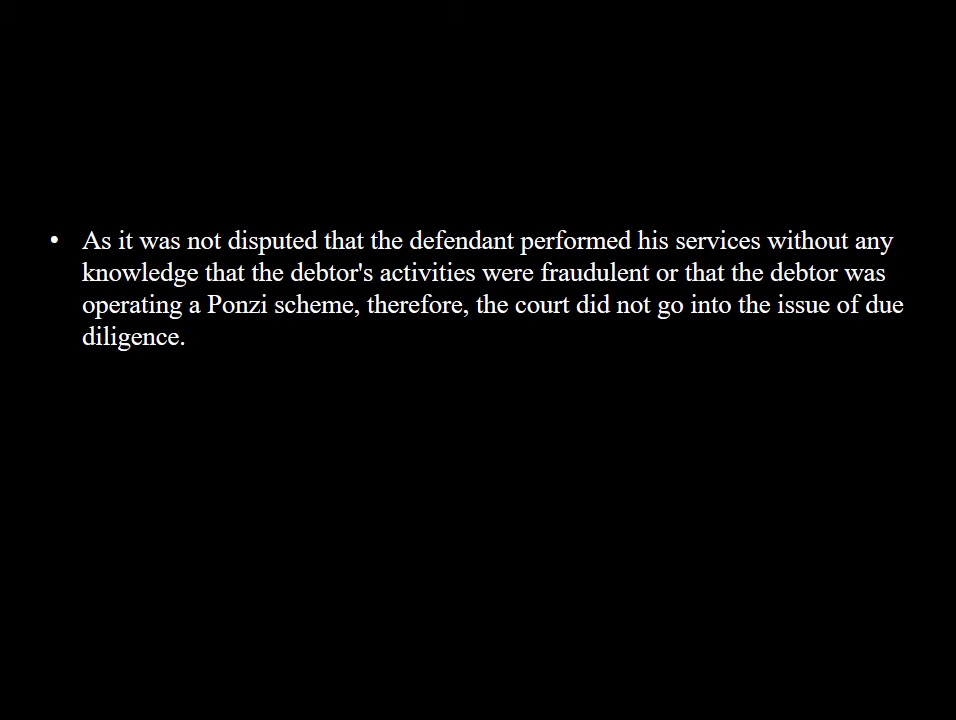 • As it was not disputed that the defendant performed his services without any
knowledge that the debtor's activities were fraudulent or that the debtor was
operating a Ponzi scheme, therefore, the court did not go into the issue of due
diligence.